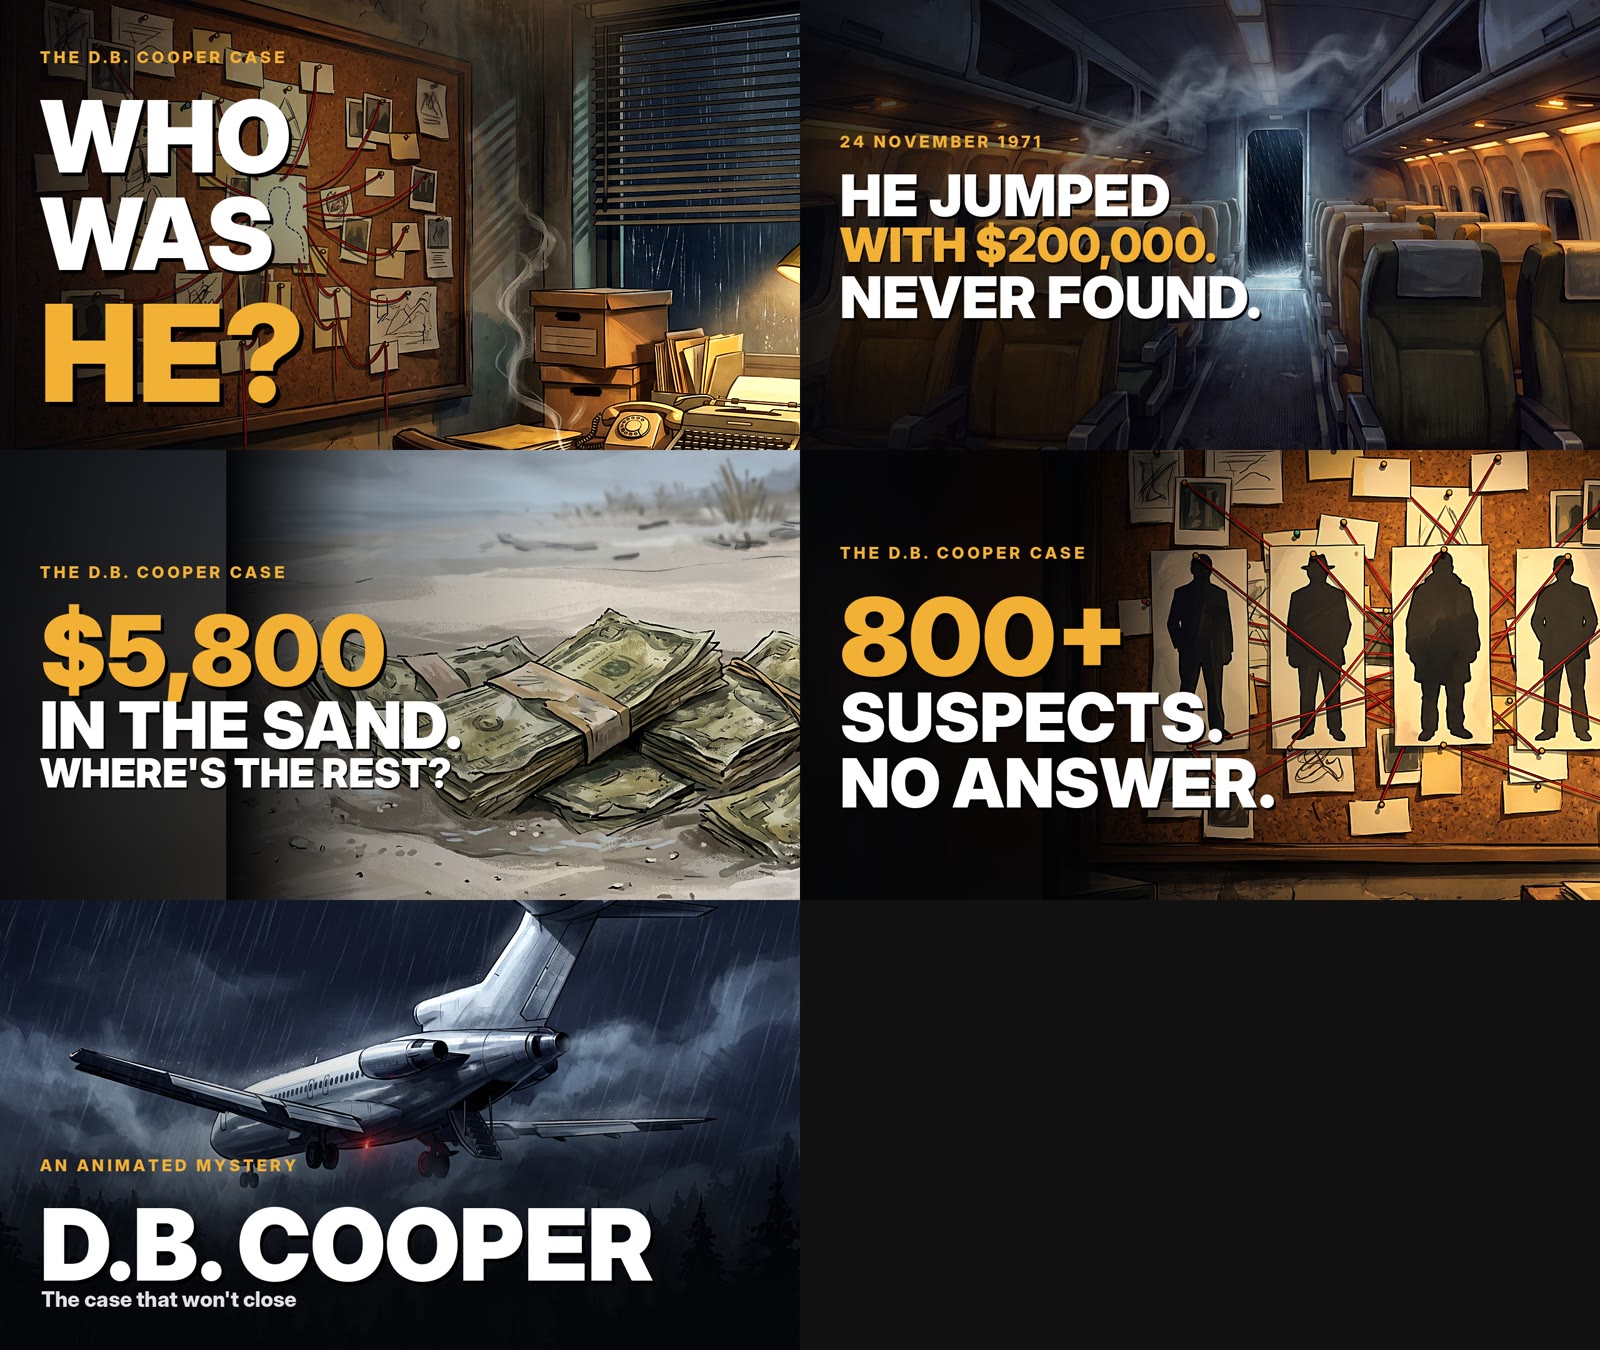 THE D.B. COOPER CASE
WHO
WAS
HE?
24 NOVEMBER 1971
HE JUMPED
WITH $200,000.
NEVER FOUND.
THE D.B. COOPER CASE
$5,800
IN THE SAND.
WHERE'S THE REST?
THE D.B. COOPER CASE
800+
SUSPECTS.
NO ANSWER.
AN ANIMATED MYSTERY
D.B. COOPER
The case that won't close